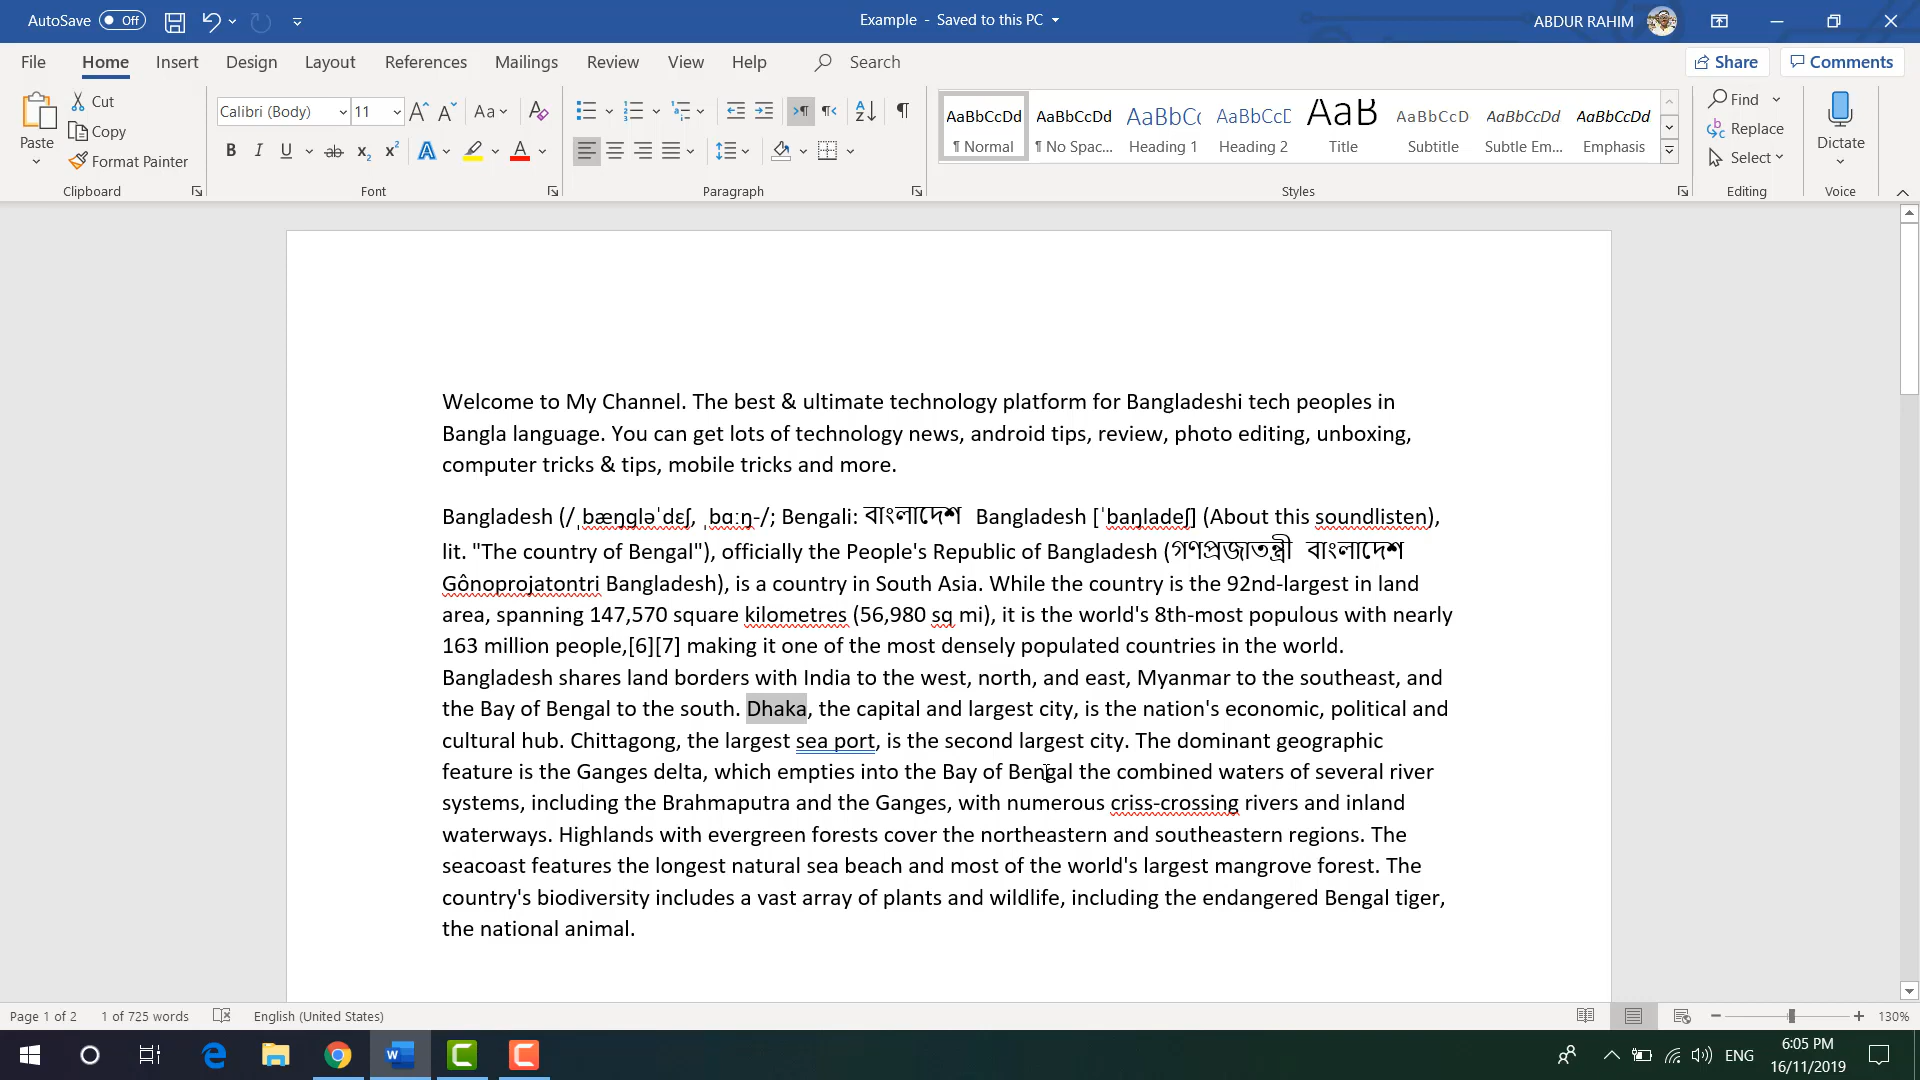 AutoSave Off Example - Saved to this PC ABDUR RAHIM
File Home Insert Design Layout References Mailings Review View Help Search Share Comments
Paste Cut Calibri (Body) 11 Aa AaBbCcDd AaBbCcDd AaBbCc AaBbCcD AaB AaBbCcD AaBbCcDd AaBbCcDd Find Dictate
Copy Replace
Format Painter B I U ab x₂ x² A A ¶ Normal ¶ No Spac... Heading 1 Heading 2 Title Subtitle Subtle Em... Emphasis Select
Clipboard Font Paragraph Styles Editing Voice
Welcome to My Channel. The best & ultimate technology platform for Bangladeshi tech peoples in
Bangla language. You can get lots of technology news, android tips, review, photo editing, unboxing,
computer tricks & tips, mobile tricks and more.
Bangladesh (/ˌbæŋɡləˈdɛʃ, ˌbɑːŋ-/; Bengali: বাংলাদেশ Bangladesh [ˈbaŋladeʃ] (About this soundlisten),
lit. "The country of Bengal"), officially the People's Republic of Bangladesh (গণপ্রজাতন্ত্রী বাংলাদেশ
Gônoprojatontri Bangladesh), is a country in South Asia. While the country is the 92nd-largest in land
area, spanning 147,570 square kilometres (56,980 sq mi), it is the world's 8th-most populous with nearly
163 million people,[6][7] making it one of the most densely populated countries in the world.
Bangladesh shares land borders with India to the west, north, and east, Myanmar to the southeast, and
the Bay of Bengal to the south. Dhaka, the capital and largest city, is the nation's economic, political and
cultural hub. Chittagong, the largest sea port, is the second largest city. The dominant geographic
feature is the Ganges delta, which empties into the Bay of Bengal the combined waters of several river
systems, including the Brahmaputra and the Ganges, with numerous criss-crossing rivers and inland
waterways. Highlands with evergreen forests cover the northeastern and southeastern regions. The
seacoast features the longest natural sea beach and most of the world's largest mangrove forest. The
country's biodiversity includes a vast array of plants and wildlife, including the endangered Bengal tiger,
the national animal.
Page 1 of 2 1 of 725 words English (United States) 130%
ENG 6:05 PM
16/11/2019